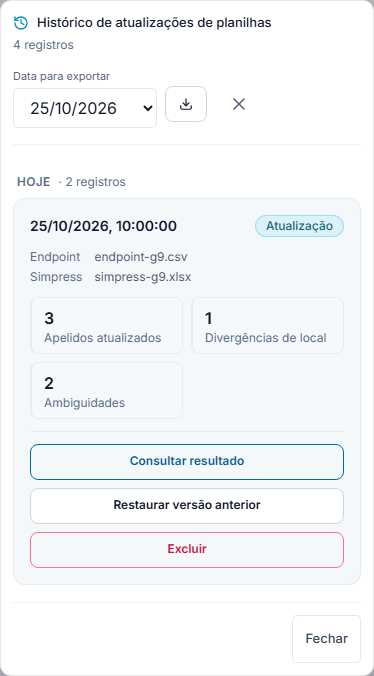 Histórico de atualizações de planilhas
4 registros
Data para exportar
25/10/2026
HOJE · 2 registros
25/10/2026, 10:00:00 Atualização
Endpoint endpoint-g9.csv
Simpress simpress-g9.xlsx
3
Apelidos atualizados
1
Divergências de local
2
Ambiguidades
Consultar resultado
Restaurar versão anterior
Excluir
Fechar